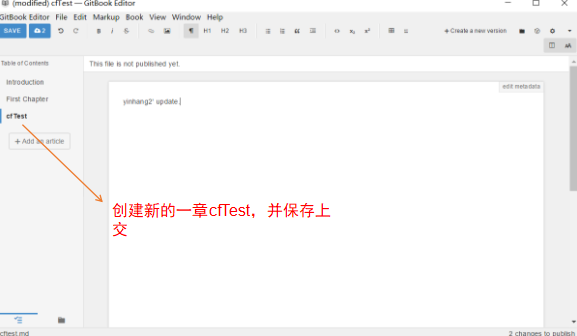 (modified) cfTest — GitBook Editor
GitBook Editor File Edit Markup Book View Window Help
SAVE 2 B I S ¶ H1 H2 H3 x₂ x² + Create a new version
AA
Table of Contents
This file is not published yet.
Introduction
edit metadata
First Chapter
yinhang2' update.
cfTest
+ Add an article
创建新的一章cfTest，并保存上
交
cftest.md
2 changes to publish